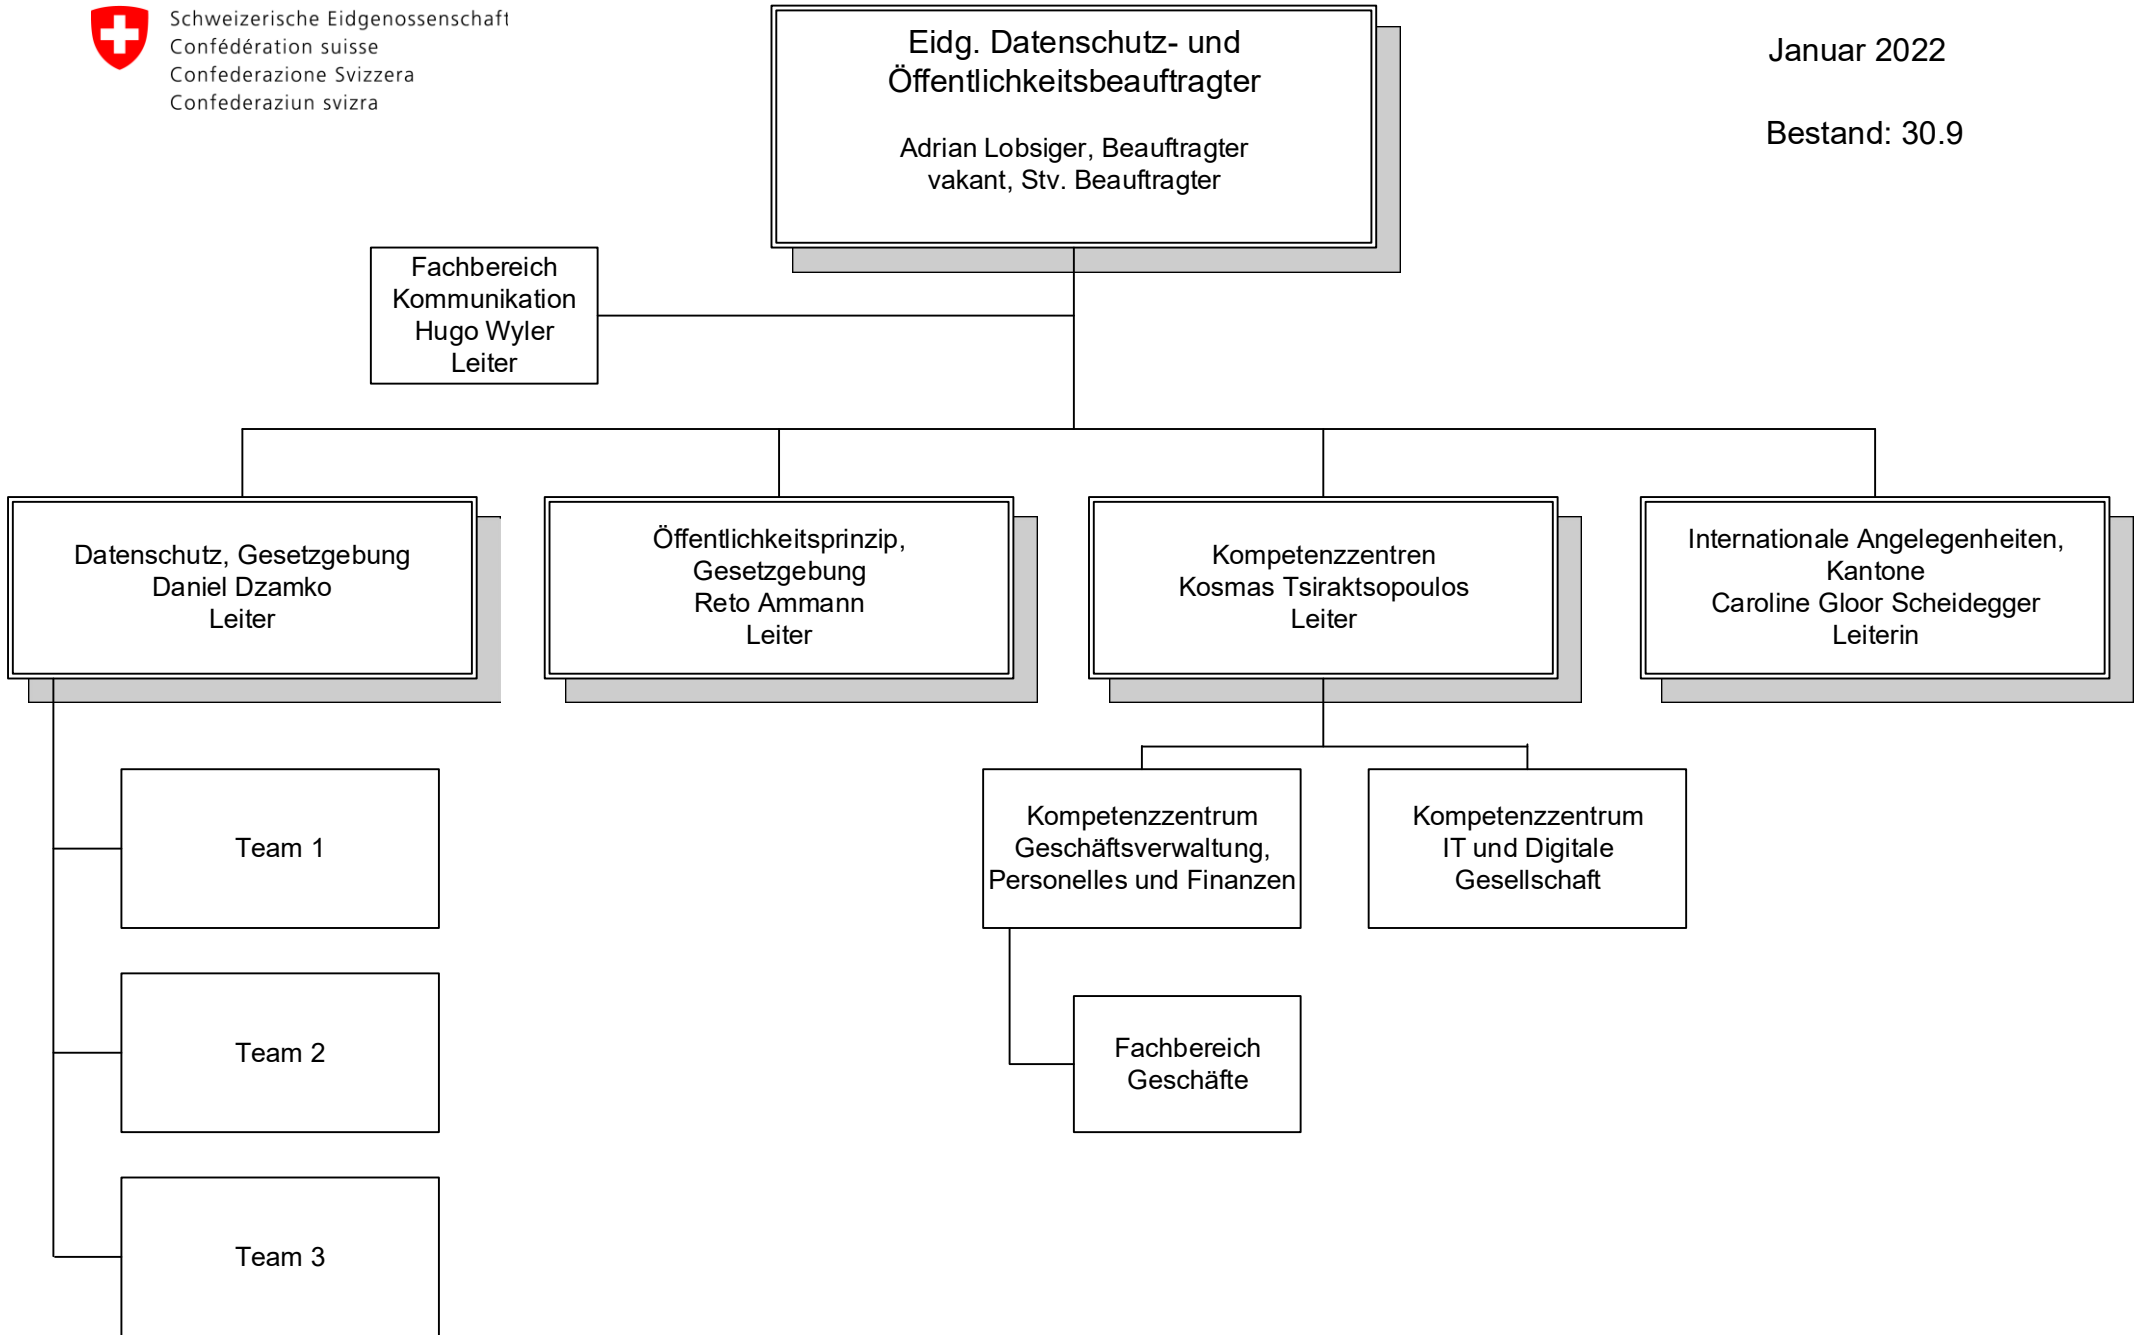 Schweizerische Eidgenossenschaft
Confédération suisse
Confederazione Svizzera
Confederaziun svizra
Eidg. Datenschutz- und
Öffentlichkeitsbeauftragter
Adrian Lobsiger, Beauftragter
vakant, Stv. Beauftragter
Januar 2022
Bestand: 30.9
Fachbereich
Kommunikation
Hugo Wyler
Leiter
Datenschutz, Gesetzgebung
Daniel Dzamko
Leiter
Öffentlichkeitsprinzip,
Gesetzgebung
Reto Ammann
Leiter
Kompetenzzentren
Kosmas Tsiraktsopoulos
Leiter
Internationale Angelegenheiten,
Kantone
Caroline Gloor Scheidegger
Leiterin
Team 1
Team 2
Team 3
Kompetenzzentrum
Geschäftsverwaltung,
Personelles und Finanzen
Kompetenzzentrum
IT und Digitale
Gesellschaft
Fachbereich
Geschäfte